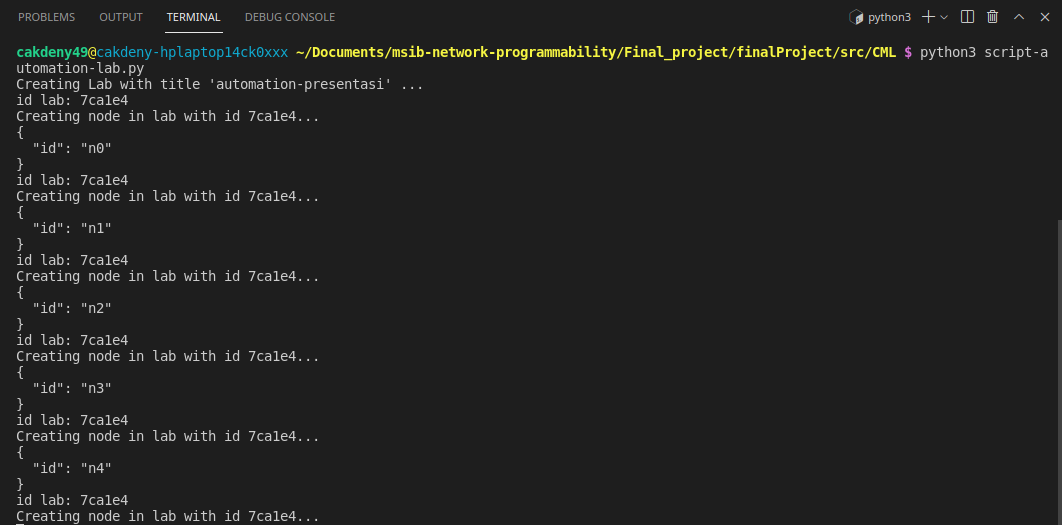 PROBLEMS OUTPUT TERMINAL DEBUG CONSOLE python3
cakdeny49@cakdeny-hplaptop14ck0xxx ~/Documents/msib-network-programmability/Final_project/finalProject/src/CML $ python3 script-a
utomation-lab.py
Creating Lab with title 'automation-presentasi' ...
id lab: 7ca1e4
Creating node in lab with id 7ca1e4...
{
  "id": "n0"
}
id lab: 7ca1e4
Creating node in lab with id 7ca1e4...
{
  "id": "n1"
}
id lab: 7ca1e4
Creating node in lab with id 7ca1e4...
{
  "id": "n2"
}
id lab: 7ca1e4
Creating node in lab with id 7ca1e4...
{
  "id": "n3"
}
id lab: 7ca1e4
Creating node in lab with id 7ca1e4...
{
  "id": "n4"
}
id lab: 7ca1e4
Creating node in lab with id 7ca1e4...